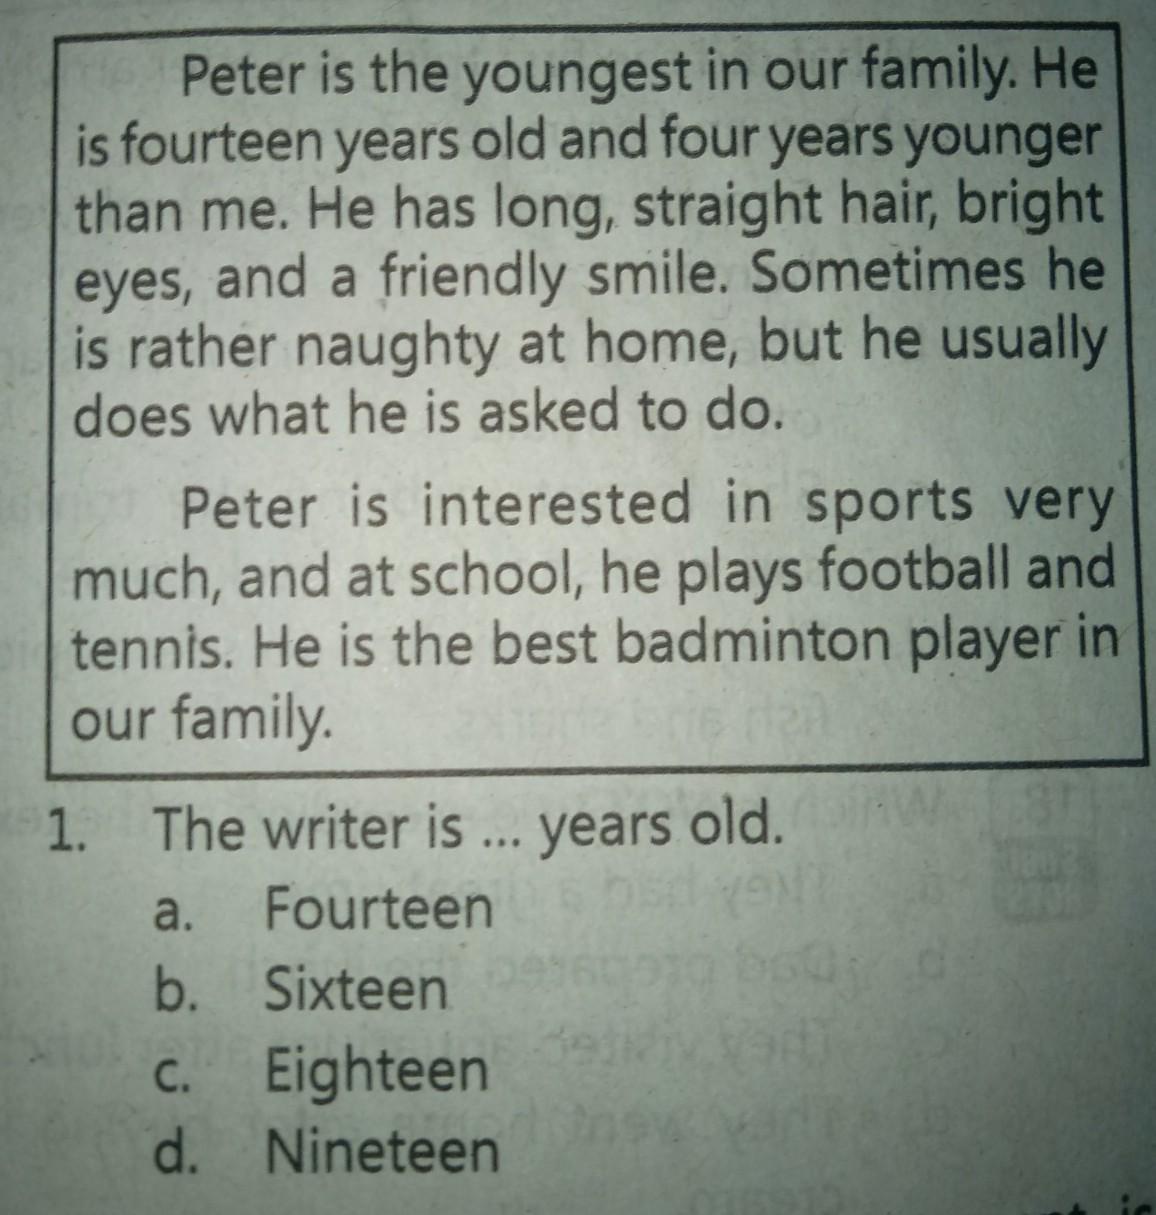 Peter is the youngest in our family. He
is fourteen years old and four years younger
than me. He has long, straight hair, bright
eyes, and a friendly smile. Sometimes he
is rather naughty at home, but he usually
does what he is asked to do.
Peter is interested in sports very
much, and at school, he plays football and
tennis. He is the best badminton player in
our family.
1. The writer is ... years old.
a. Fourteen
b. Sixteen
c. Eighteen
d. Nineteen